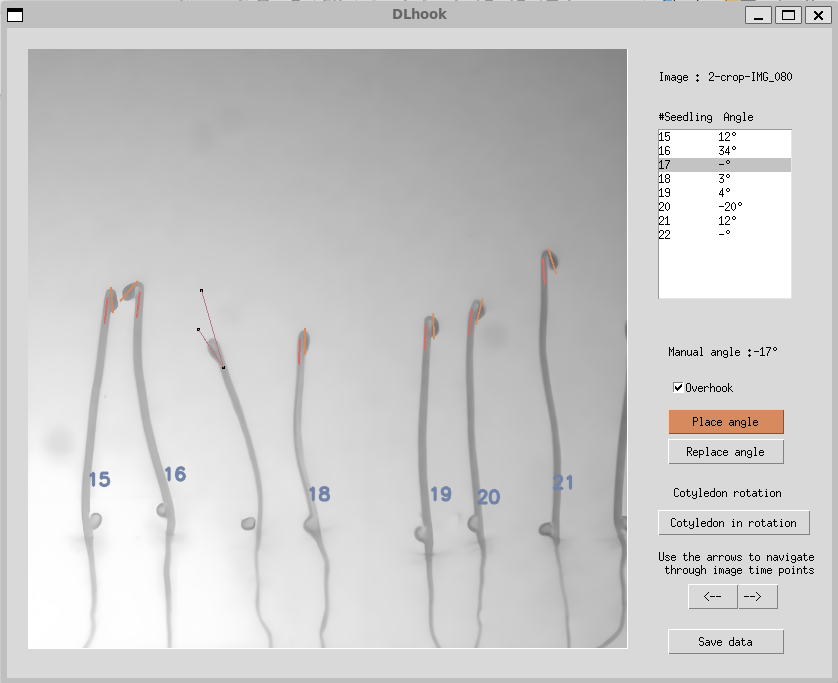 DLhook
Image : 2-crop-IMG_080
#Seedling Angle
15 12°
16 34°
17 -°
18 3°
19 4°
20 -20°
21 12°
22 -°
Manual angle :-17°
Overhook
Place angle
Replace angle
Cotyledon rotation
Cotyledon in rotation
Use the arrows to navigate
through image time points
<-- -->
Save data
15
16
18
19
20
21